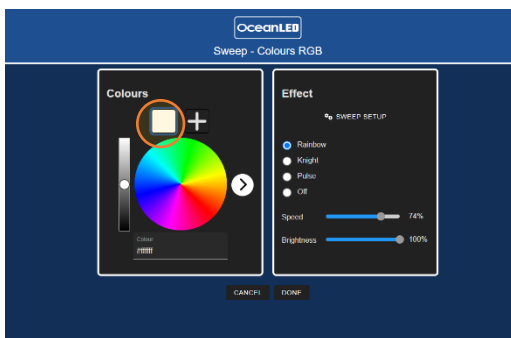 OceanLED
Sweep - Colours RGB
Colours
Colour
#ffffff
Effect
SWEEP SETUP
Rainbow
Knight
Pulse
Off
Speed 74%
Brightness 100%
CANCEL DONE